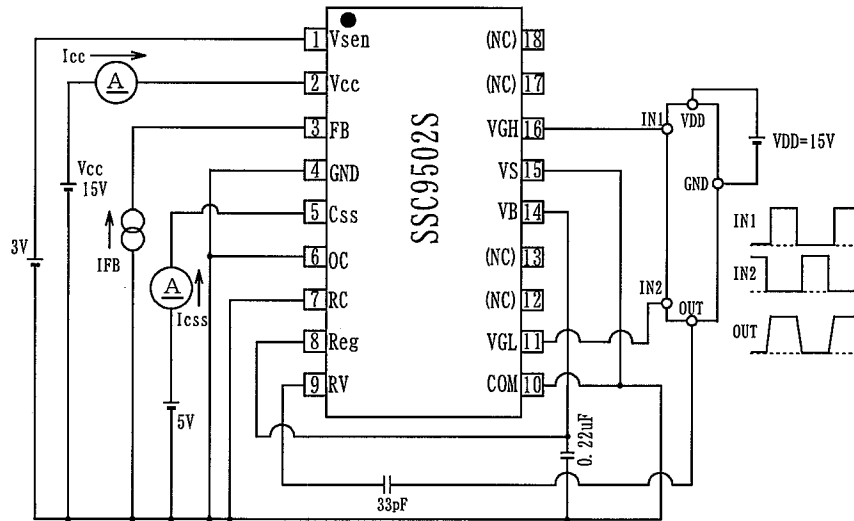 Icc
A
Vcc
15V
3V
IFB
A
Icss
5V
1 Vsen
2 Vcc
3 FB
4 GND
5 Css
6 OC
7 RC
8 Reg
9 RV
SSC9502S
(NC) 18
(NC) 17
VGH 16
VS 15
VB 14
(NC) 13
(NC) 12
VGL 11
COM 10
0.22uF
33pF
IN1
VDD
VDD=15V
GND
IN2
OUT
IN1
IN2
OUT